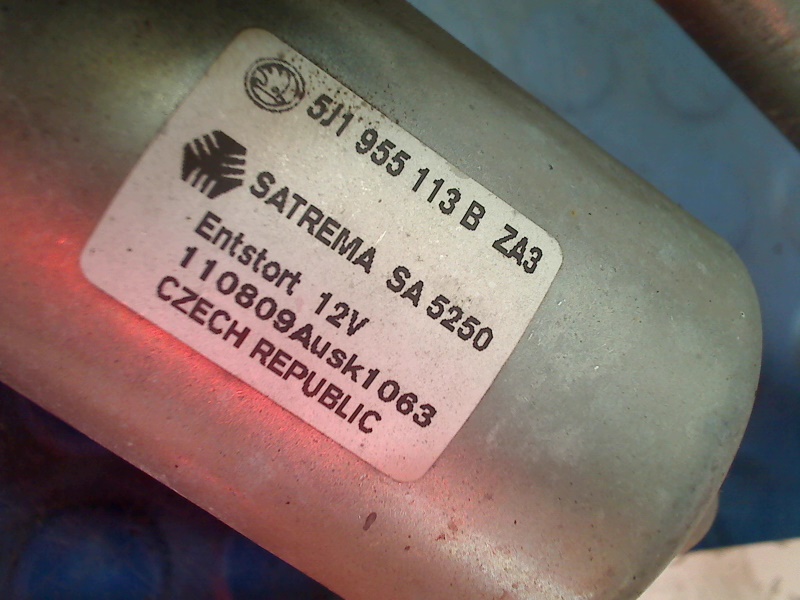 5J1 955 113 B ZA3
SATREMA SA 5250
Entstort 12V
110809Ausk1063
CZECH REPUBLIC